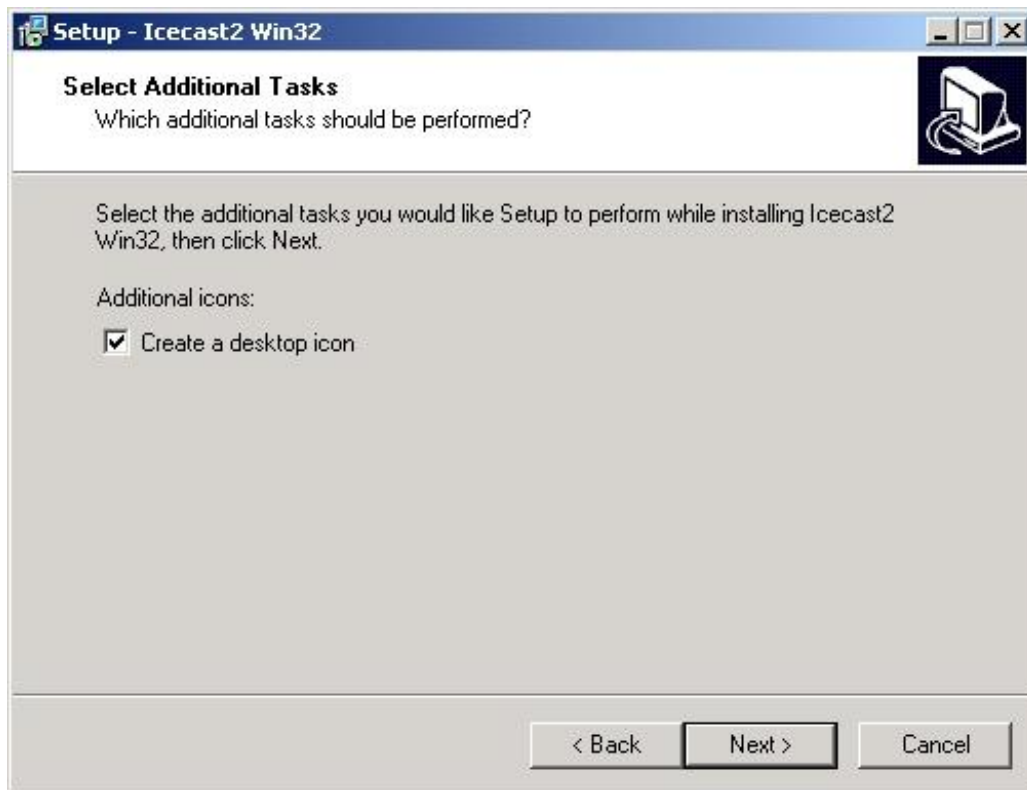 Setup - Icecast2 Win32
Select Additional Tasks
Which additional tasks should be performed?
Select the additional tasks you would like Setup to perform while installing Icecast2
Win32, then click Next.
Additional icons:
Create a desktop icon
< Back
Next >
Cancel